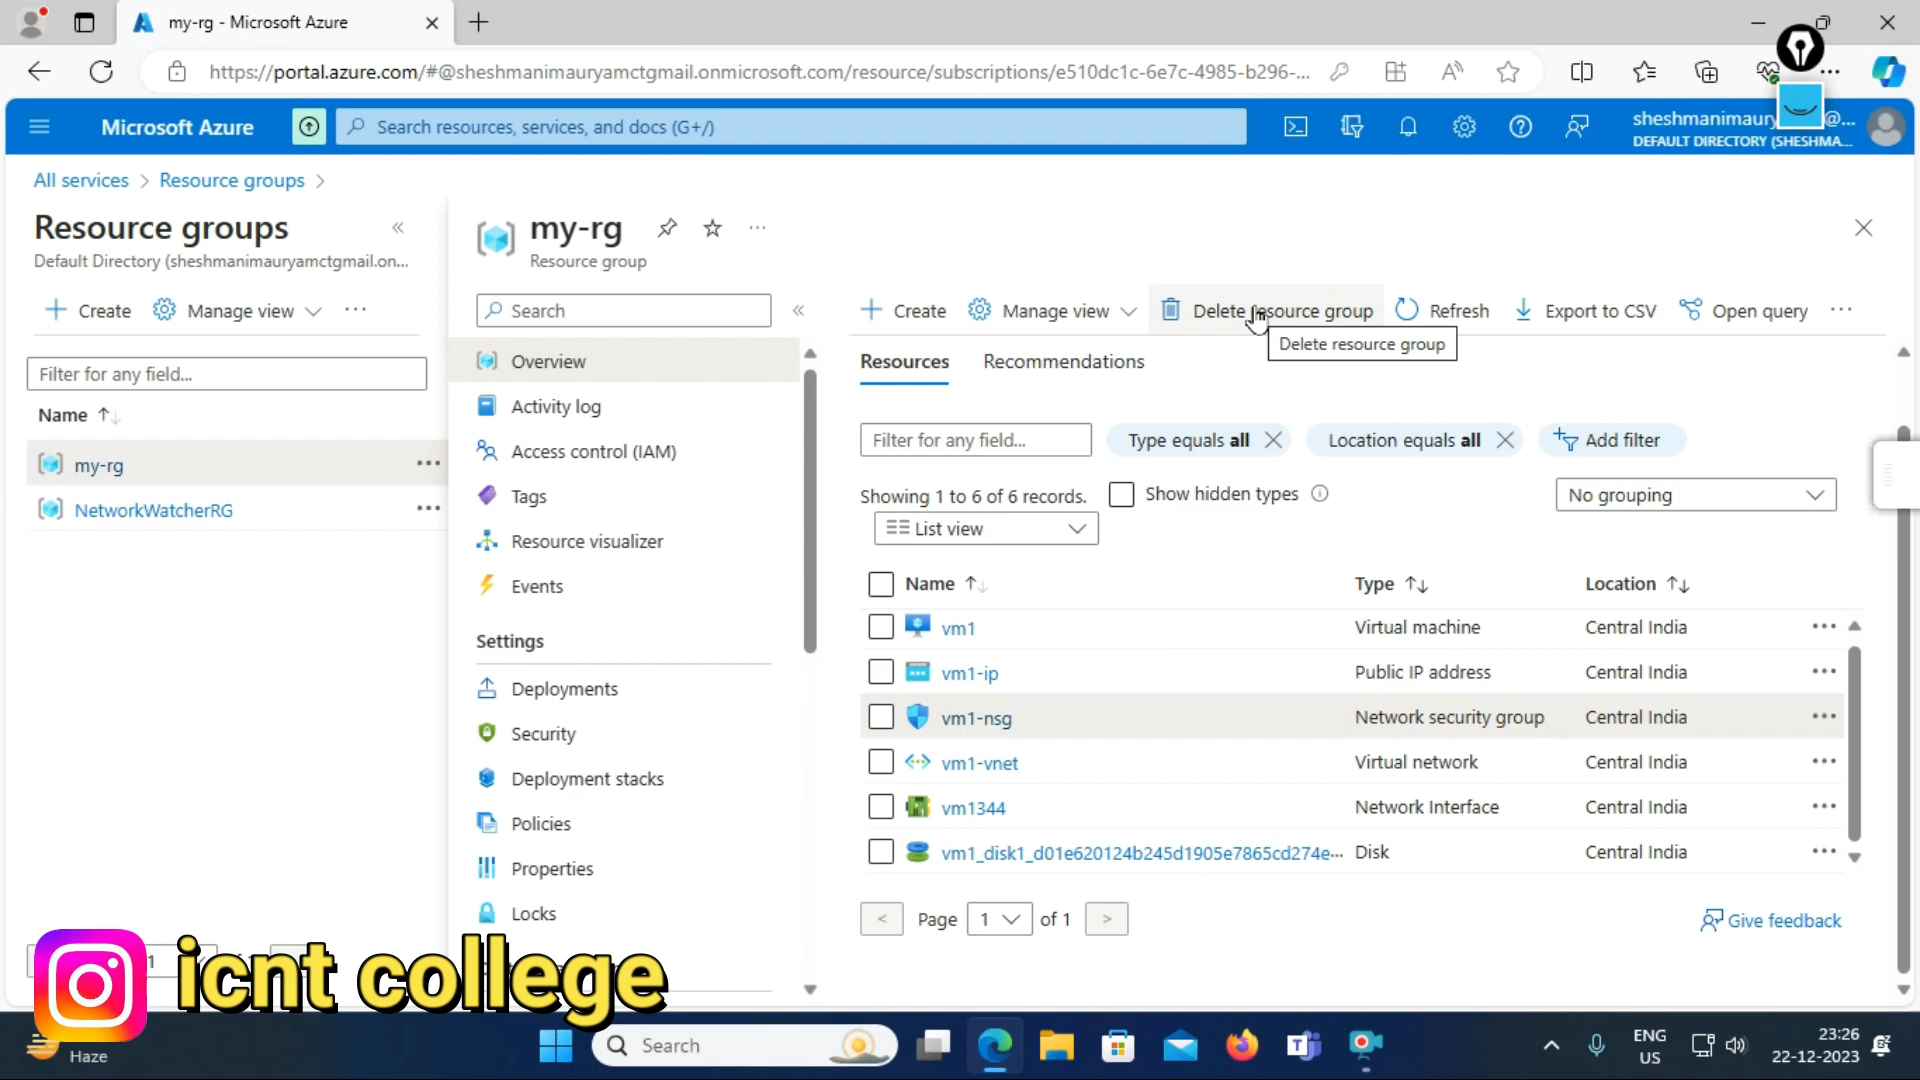 my-rg - Microsoft Azure
https://portal.azure.com/#@sheshmanimauryamctgmail.onmicrosoft.com/resource/subscriptions/e510dc1c-6e7c-4985-b296-...
Microsoft Azure
Search resources, services, and docs (G+/)
sheshmanimaury
@...
DEFAULT DIRECTORY (SHESHMA...
All services > Resource groups >
Resource groups
Default Directory (sheshmanimauryamctgmail.on...
Create
Manage view
Filter for any field...
Name
my-rg
NetworkWatcherRG
my-rg
Resource group
Search
Overview
Activity log
Access control (IAM)
Tags
Resource visualizer
Events
Settings
Deployments
Security
Deployment stacks
Policies
Properties
Locks
Create
Manage view
Delete resource group
Refresh
Export to CSV
Open query
Delete resource group
Resources
Recommendations
Filter for any field...
Type equals all
Location equals all
Add filter
Showing 1 to 6 of 6 records.
Show hidden types
No grouping
List view
Name Type Location
vm1 Virtual machine Central India
vm1-ip Public IP address Central India
vm1-nsg Network security group Central India
vm1-vnet Virtual network Central India
vm1344 Network Interface Central India
vm1_disk1_d01e620124b245d1905e7865cd274e... Disk Central India
< Page 1 of 1 >
Give feedback
1
icnt college
Haze
Search
ENG
US
23:26
22-12-2023